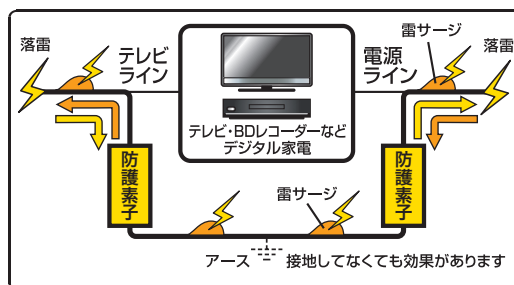 落雷
テレビ
ライン
電源
ライン
雷サージ
落雷
テレビ・BDレコーダーなど
デジタル家電
防護素子
防護素子
雷サージ
アース
接地してなくても効果があります